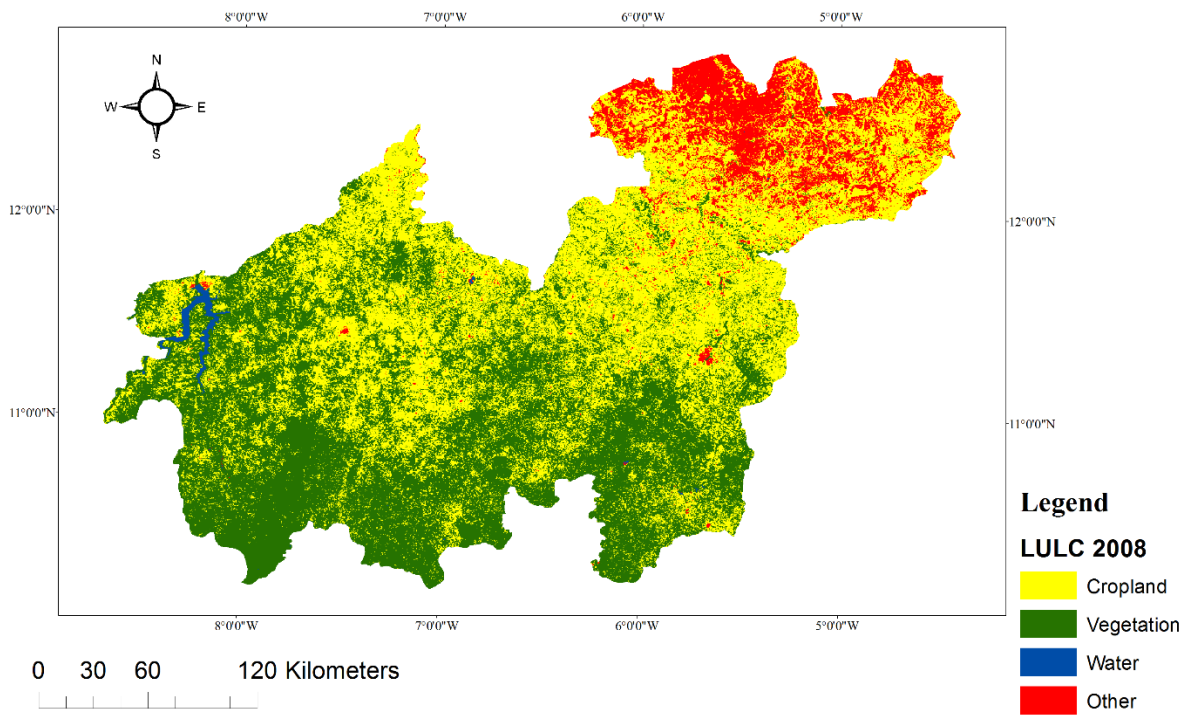 8°0'0"W 7°0'0"W 6°0'0"W 5°0'0"W
N
W E
S
12°0'0"N 12°0'0"N
11°0'0"N 11°0'0"N
8°0'0"W 7°0'0"W 6°0'0"W 5°0'0"W
Legend
LULC 2008
Cropland
Vegetation
Water
Other
0 30 60 120 Kilometers